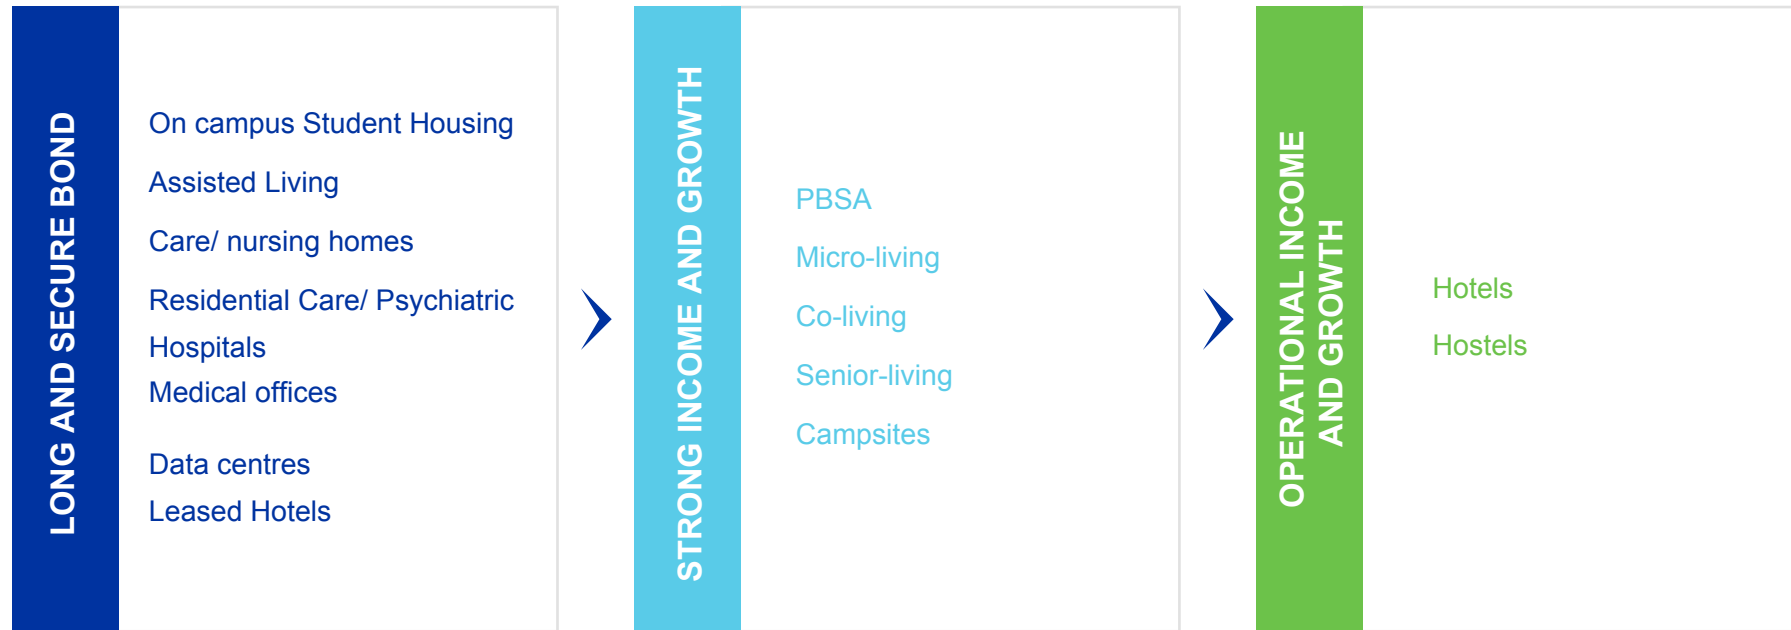 LONG AND SECURE BOND
On campus Student Housing
Assisted Living
Care/ nursing homes
Residential Care/ Psychiatric
Hospitals
Medical offices
Data centres
Leased Hotels
STRONG INCOME AND GROWTH
PBSA
Micro-living
Co-living
Senior-living
Campsites
OPERATIONAL INCOME
AND GROWTH
Hotels
Hostels